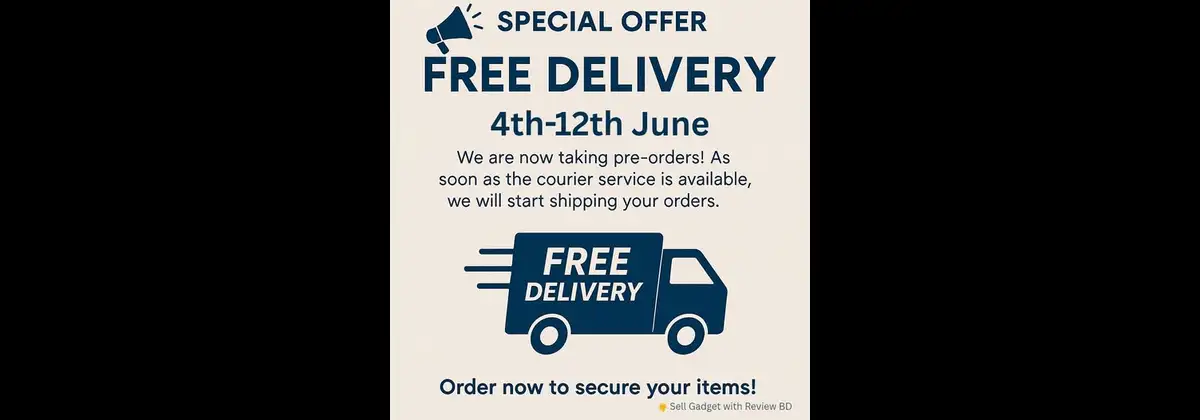 SPECIAL OFFER
FREE DELIVERY
4th-12th June
We are now taking pre-orders! As
soon as the courier service is available,
we will start shipping your orders.
FREE
DELIVERY
Order now to secure your items!
Sell Gadget with Review BD